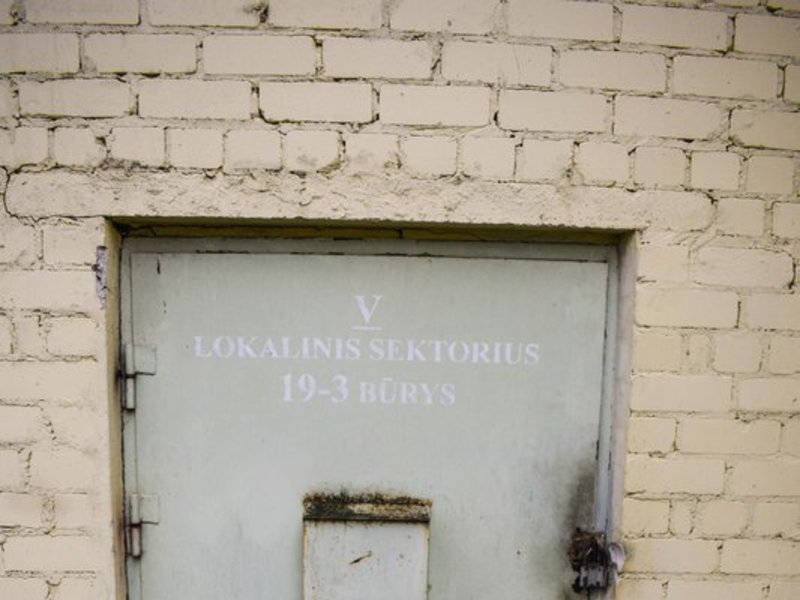 V
LOKALINIS SEKTORIUS
19-3 BŪRYS